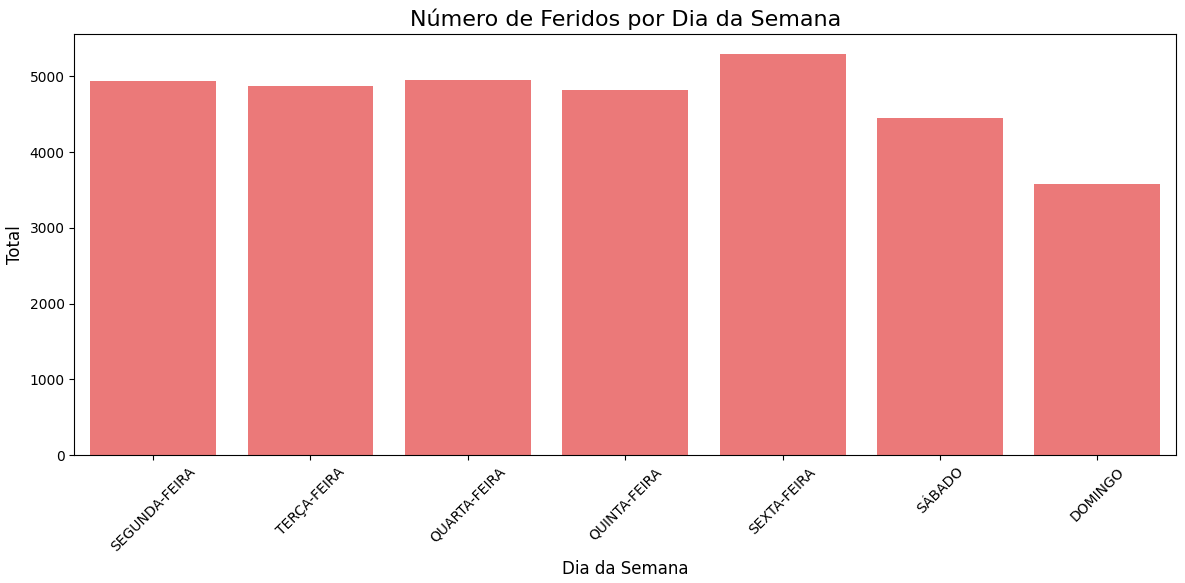 Número de Feridos por Dia da Semana
Total
5000
4000
3000
2000
1000
0
SEGUNDA-FEIRA
TERÇA-FEIRA
QUARTA-FEIRA
QUINTA-FEIRA
SEXTA-FEIRA
SÁBADO
DOMINGO
Dia da Semana